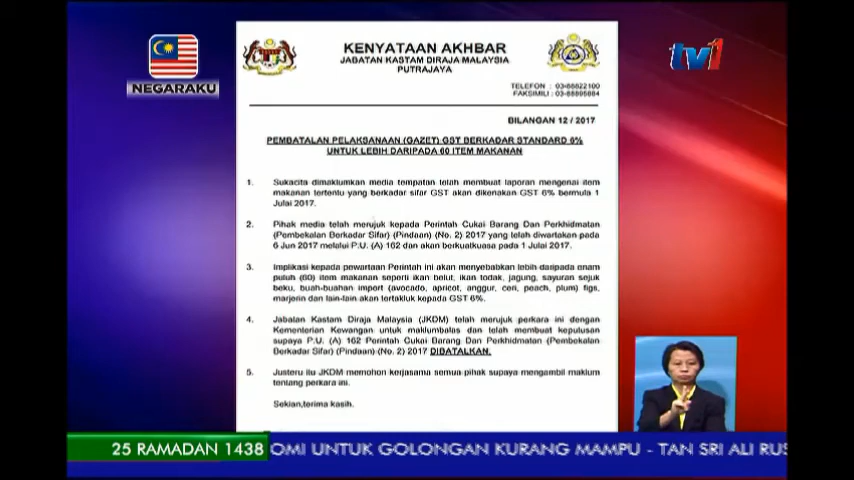 NEGARAKU
tv1
KENYATAAN AKHBAR
JABATAN KASTAM DIRAJA MALAYSIA
PUTRAJAYA
TELEFON : 03-88822100
FAKSIMILI : 03-88895884
BILANGAN 12 / 2017
PEMBATALAN PELAKSANAAN (GAZET) GST BERKADAR STANDARD 6%
UNTUK LEBIH DARIPADA 60 ITEM MAKANAN
1. Sukacita dimaklumkan media tempatan telah membuat laporan mengenai item
makanan tertentu yang berkadar sifar GST akan dikenakan GST 6% bermula 1
Julai 2017.
2. Pihak media telah merujuk kepada Perintah Cukai Barang Dan Perkhidmatan
(Pembekalan Berkadar Sifar) (Pindaan) (No. 2) 2017 yang telah diwartakan pada
6 Jun 2017 melalui P.U. (A) 162 dan akan berkuatkuasa pada 1 Julai 2017.
3. Implikasi kepada pewartaan Perintah ini akan menyebabkan lebih daripada enam
puluh (60) item makanan seperti ikan belut, ikan todak, jagung, sayuran sejuk
beku, buah-buahan import (avocado, apricot, anggur, ceri, peach, plum) figs,
marjerin dan lain-lain akan tertakluk kepada GST 6%.
4. Jabatan Kastam Diraja Malaysia (JKDM) telah merujuk perkara ini dengan
Kementerian Kewangan untuk maklumbalas dan telah membuat keputusan
supaya P.U. (A) 162 Perintah Cukai Barang Dan Perkhidmatan (Pembekalan
Berkadar Sifar) (Pindaan) (No. 2) 2017 DIBATALKAN.
5. Justeru itu JKDM memohon kerjasama semua pihak supaya mengambil maklum
tentang perkara ini.
Sekian,terima kasih.
25 RAMADAN 1438 OMI UNTUK GOLONGAN KURANG MAMPU - TAN SRI ALI RUS